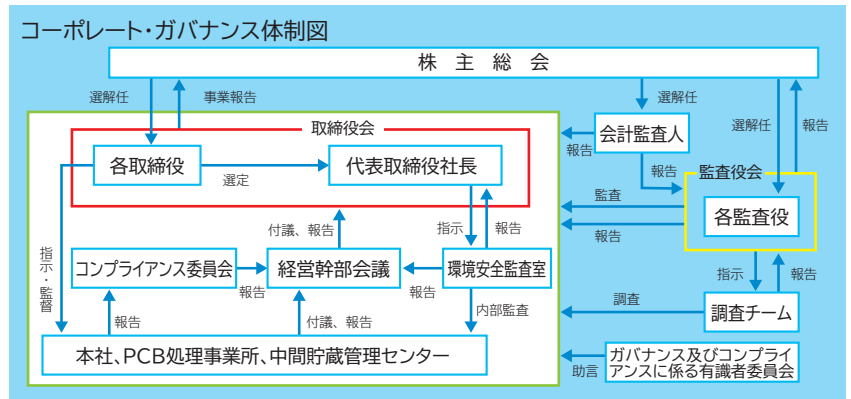 コーポレート・ガバナンス体制図
株主総会
選解任
事業報告
選解任
選解任
報告
取締役会
会計監査人
報告
各取締役
選定
代表取締役社長
報告
監査役会
監査
各監査役
報告
指示・監督
付議、報告
指示
報告
コンプライアンス委員会
報告
経営幹部会議
報告
環境安全監査室
指示
報告
報告
付議、報告
内部監査
調査
調査チーム
本社、PCB処理事業所、中間貯蔵管理センター
助言
ガバナンス及びコンプライ
アンスに係る有識者委員会